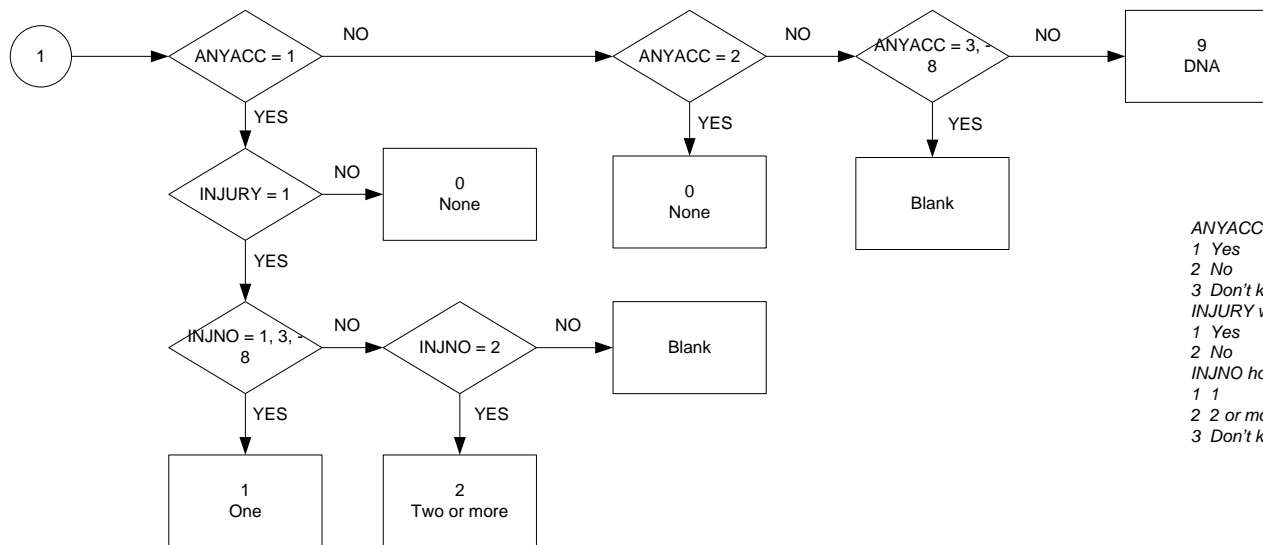 1
ANYACC = 1
NO
ANYACC = 2
NO
ANYACC = 3, -
8
NO
9
DNA
YES
YES
YES
INJURY = 1
NO
0
None
0
None
Blank
YES
ANYACC
1 Yes
2 No
3 Don't
INJURY
1 Yes
2 No
INJNO
1 1
2 2 or
3 Don't
INJNO = 1, 3, -
8
NO
INJNO = 2
NO
Blank
YES
YES
1
One
2
Two or more